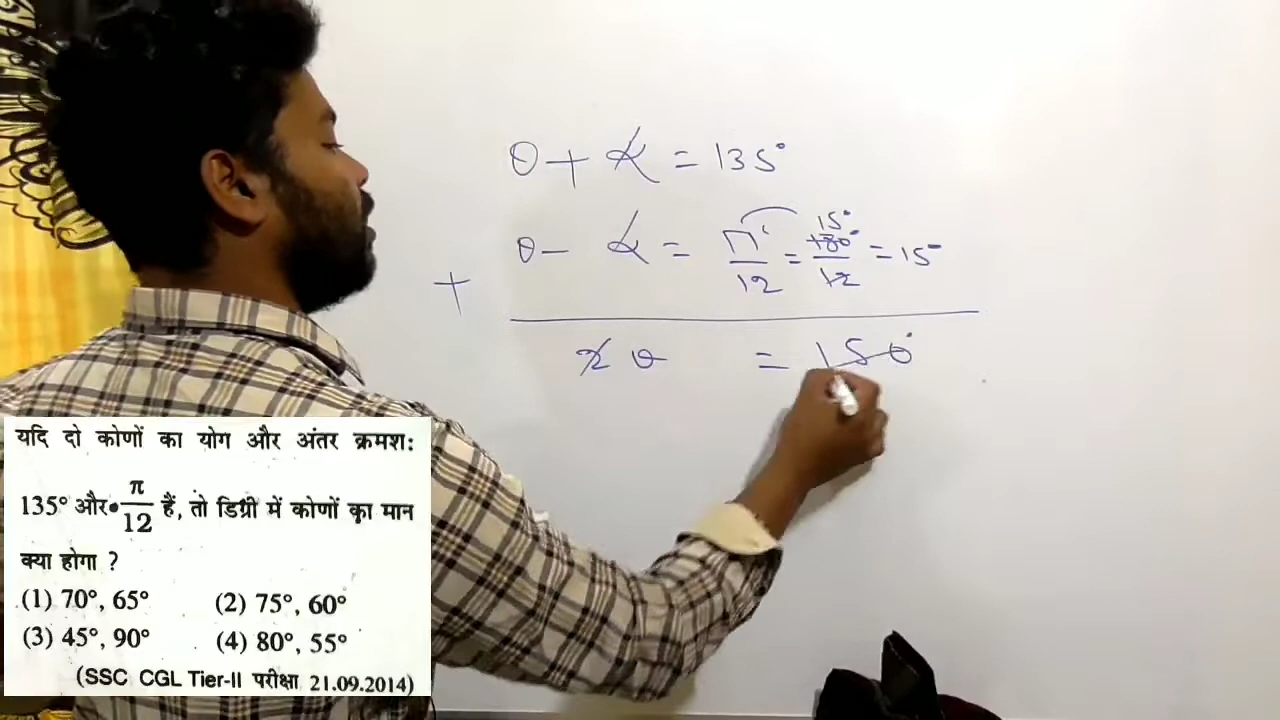 θ + α = 135°
θ - α = π^c/12 = 180°/12 = 15°
15°
+
2θ = 150°
यदि दो कोणों का योग और अंतर क्रमश:
135° और π/12 हैं, तो डिग्री में कोणों का मान
क्या होगा ?
(1) 70°, 65° (2) 75°, 60°
(3) 45°, 90° (4) 80°, 55°
(SSC CGL Tier-II परीक्षा 21.09.2014)